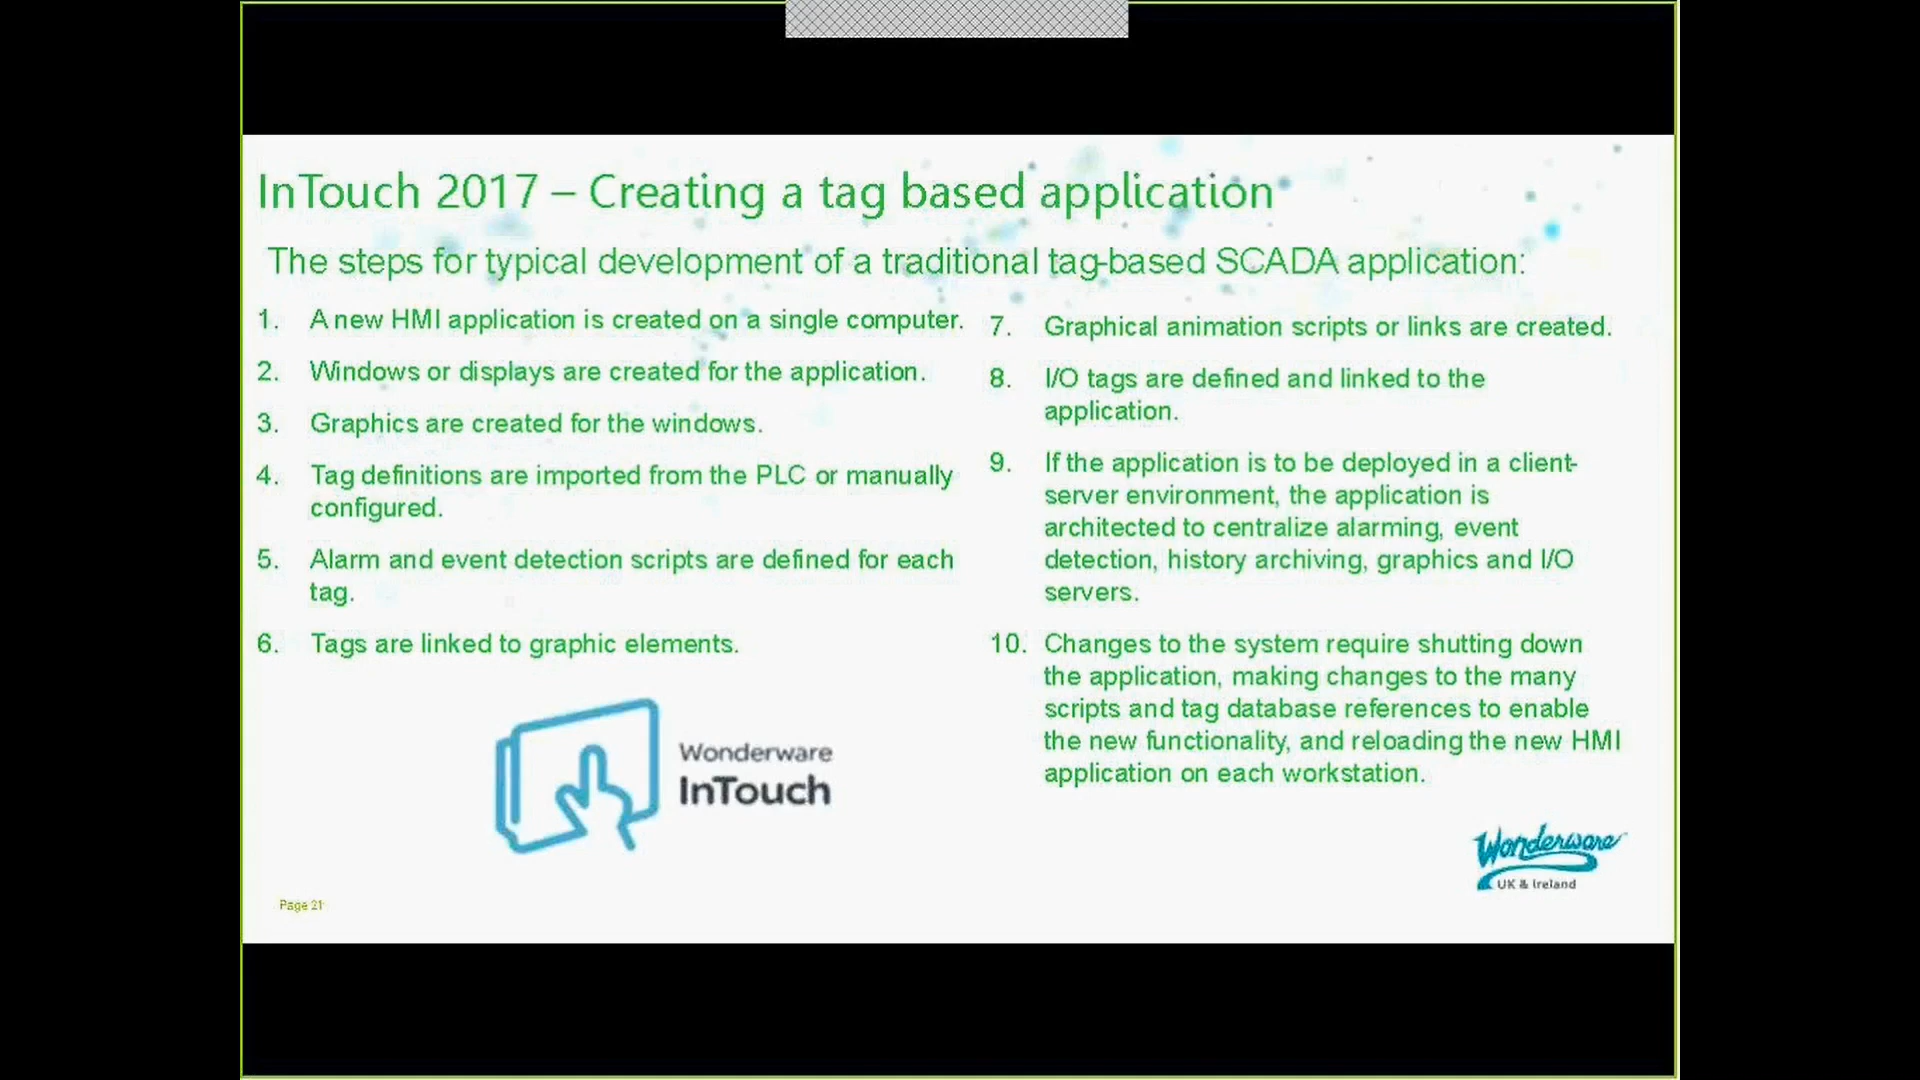 InTouch 2017 – Creating a tag based application
The steps for typical development of a traditional tag-based SCADA application:
1. A new HMI application is created on a single computer.
2. Windows or displays are created for the application.
3. Graphics are created for the windows.
4. Tag definitions are imported from the PLC or manually
configured.
5. Alarm and event detection scripts are defined for each
tag.
6. Tags are linked to graphic elements.
7. Graphical animation scripts or links are created.
8. I/O tags are defined and linked to the
application.
9. If the application is to be deployed in a client-
server environment, the application is
architected to centralize alarming, event
detection, history archiving, graphics and I/O
servers.
10. Changes to the system require shutting down
the application, making changes to the many
scripts and tag database references to enable
the new functionality, and reloading the new HMI
application on each workstation.
Wonderware
InTouch
Wonderware
UK & Ireland
Page 21